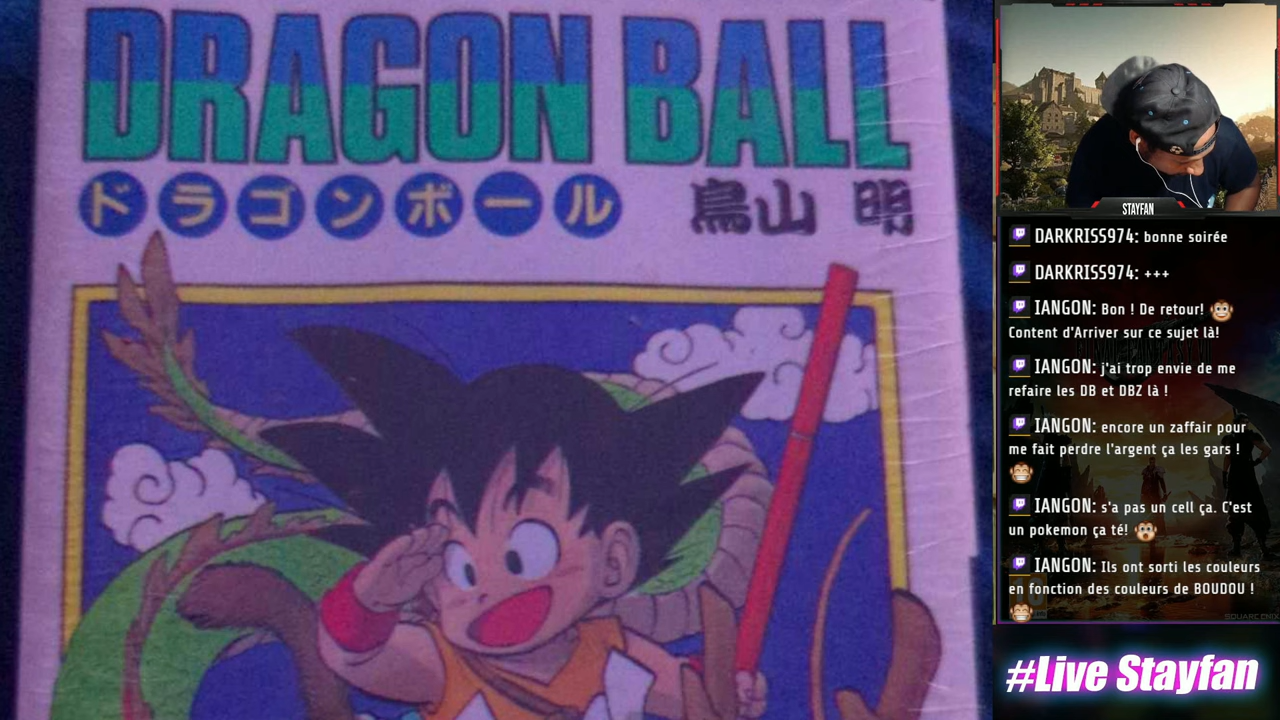 DRAGON BALL
ドラゴンボール 鳥山 明
STAYFAN
DARKRISS974: bonne soirée
DARKRISS974: +++
IANGON: Bon ! De retour!
Content d'Arriver sur ce sujet là!
IANGON: j'ai trop envie de me
refaire les DB et DBZ là !
IANGON: encore un zaffair pour
me fait perdre l'argent ça les gars !
IANGON: s'a pas un cell ça. C'est
un pokemon ça té!
IANGON: Ils ont sorti les couleurs
en fonction des couleurs de BOUDOU !
SQUARE ENIX
#Live Stayfan